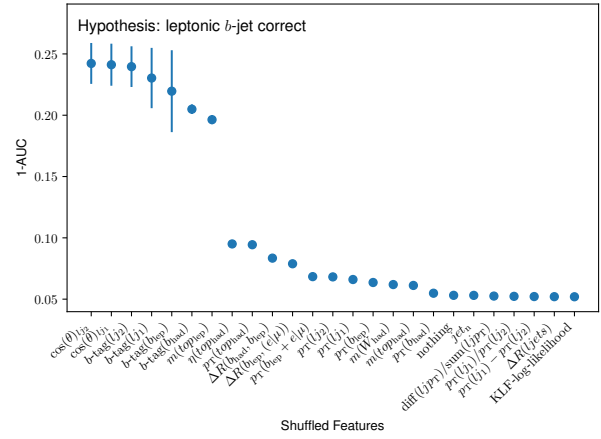 Hypothesis: leptonic b-jet correct
1-AUC
0.25
0.20
0.15
0.10
0.05
cos(θ)lj2
cos(θ)lj1
b-tag(lj2)
b-tag(lj1)
b-tag(blep)
b-tag(bhad)
m(toplep)
η(tophad)
pT(tophad)
ΔR(bhad, blep)
ΔR(blep, (e|μ))
pT(blep + e|μ)
pT(lj2)
pT(lj1)
pT(blep)
m(Whad)
m(tophad)
pT(bhad)
nothing
jetn
diff(ljpT)/sum(ljpT)
pT(lj1)/pT(lj2)
pT(lj1) − pT(lj2)
ΔR(ljets)
KLF-log-likelihood
Shuffled Features